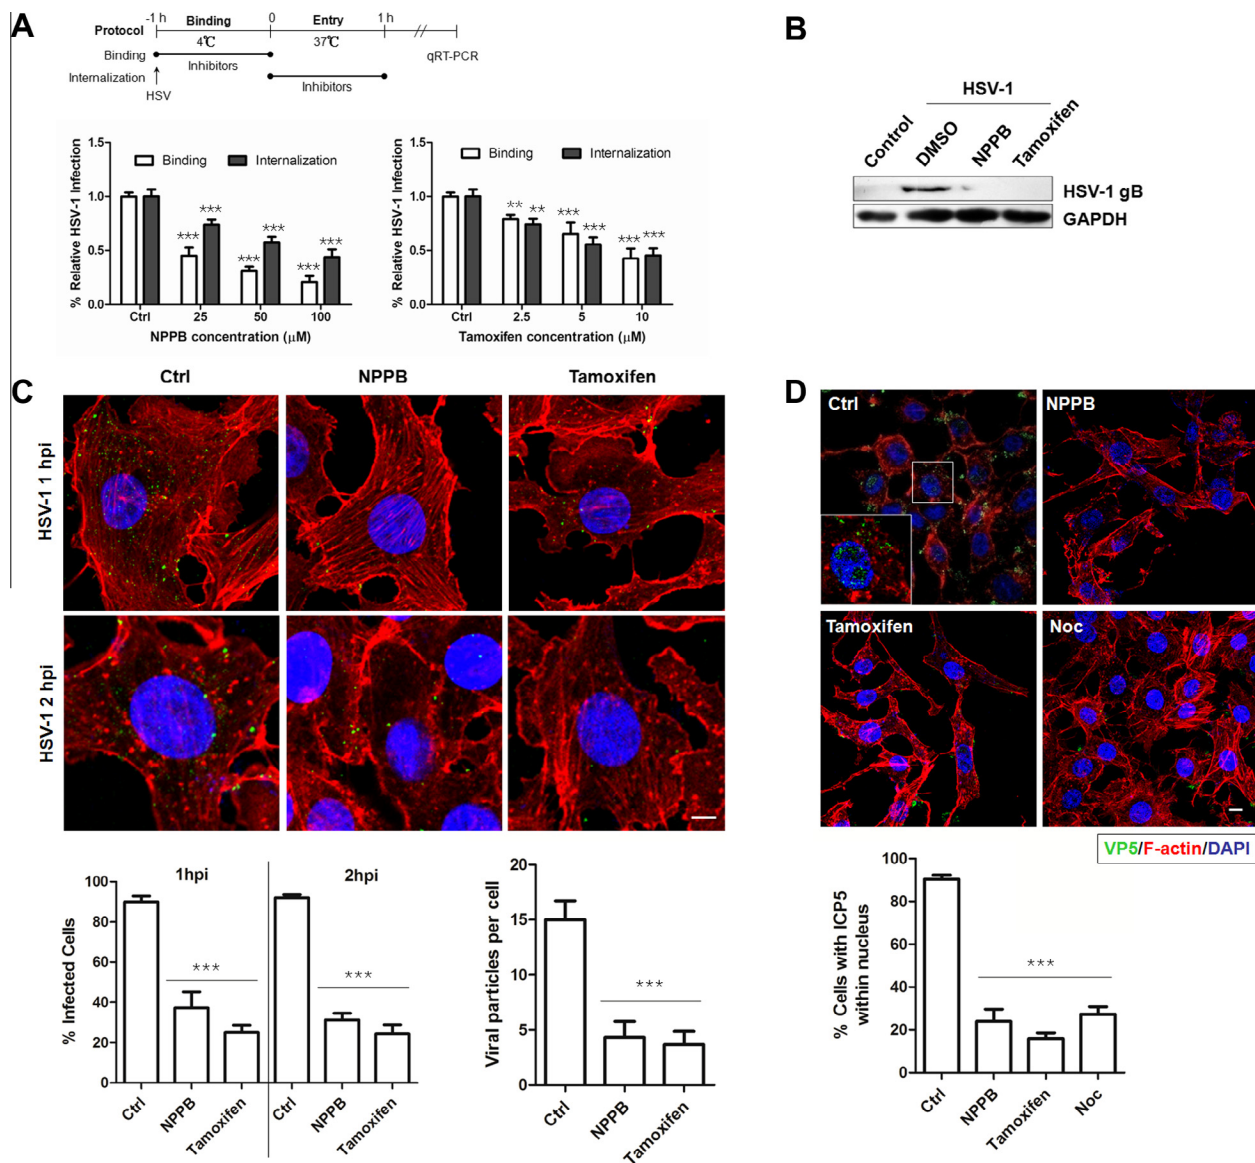 A
-1 h
Binding
0
Entry
1 h
Protocol
4℃
37℃
Binding
Inhibitors
qRT-PCR
Internalization
Inhibitors
HSV
% Relative HSV-1 Infection
1.5
1.0
0.5
0.0
Binding
Internalization
***
***
***
***
***
***
Ctrl
25
50
100
NPPB concentration (μM)
% Relative HSV-1 Infection
1.5
1.0
0.5
0.0
Binding
Internalization
**
**
***
***
***
***
Ctrl
2.5
5
10
Tamoxifen concentration (μM)
B
HSV-1
Control
DMSO
NPPB
Tamoxifen
HSV-1 gB
GAPDH
C
Ctrl
NPPB
Tamoxifen
HSV-1 1 hpi
HSV-1 2 hpi
% Infected Cells
100
80
60
40
20
0
1hpi
2hpi
***
***
Ctrl
NPPB
Tamoxifen
Ctrl
NPPB
Tamoxifen
Viral particles per cell
20
15
10
5
0
***
Ctrl
NPPB
Tamoxifen
D
Ctrl
NPPB
Tamoxifen
Noc
VP5/F-actin/DAPI
% Cells with ICP5
within nucleus
100
80
60
40
20
0
***
Ctrl
NPPB
Tamoxifen
Noc